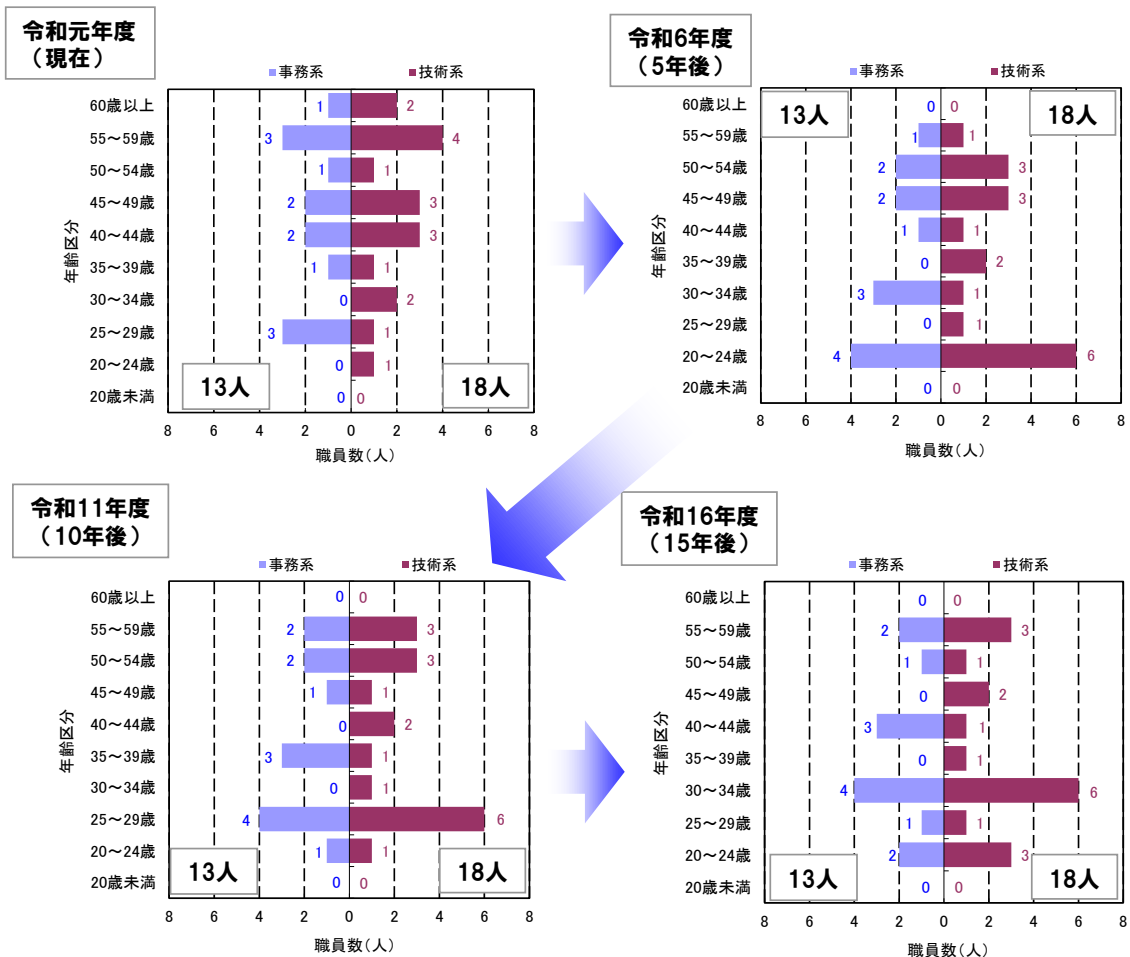 令和元年度
（現在）
■事務系 ■技術系
年齢区分
60歳以上 1 2
55～59歳 3 4
50～54歳 1 1
45～49歳 2 3
40～44歳 2 3
35～39歳 1 1
30～34歳 0 2
25～29歳 3 1
20～24歳 0 1
20歳未満 0 0
13人 18人
8 6 4 2 0 2 4 6 8
職員数（人）
令和6年度
（5年後）
■事務系 ■技術系
13人 18人
年齢区分
60歳以上 0 0
55～59歳 1 1
50～54歳 2 3
45～49歳 2 3
40～44歳 1 1
35～39歳 0 2
30～34歳 3 1
25～29歳 0 1
20～24歳 4 6
20歳未満 0 0
8 6 4 2 0 2 4 6 8
職員数（人）
令和11年度
（10年後）
■事務系 ■技術系
年齢区分
60歳以上 0 0
55～59歳 2 3
50～54歳 2 3
45～49歳 1 1
40～44歳 0 2
35～39歳 3 1
30～34歳 0 1
25～29歳 4 6
20～24歳 1 1
20歳未満 0 0
13人 18人
8 6 4 2 0 2 4 6 8
職員数（人）
令和16年度
（15年後）
■事務系 ■技術系
年齢区分
60歳以上 0 0
55～59歳 2 3
50～54歳 1 1
45～49歳 0 2
40～44歳 3 1
35～39歳 0 1
30～34歳 4 6
25～29歳 1 1
20～24歳 2 3
20歳未満 0 0
13人 18人
8 6 4 2 0 2 4 6 8
職員数（人）